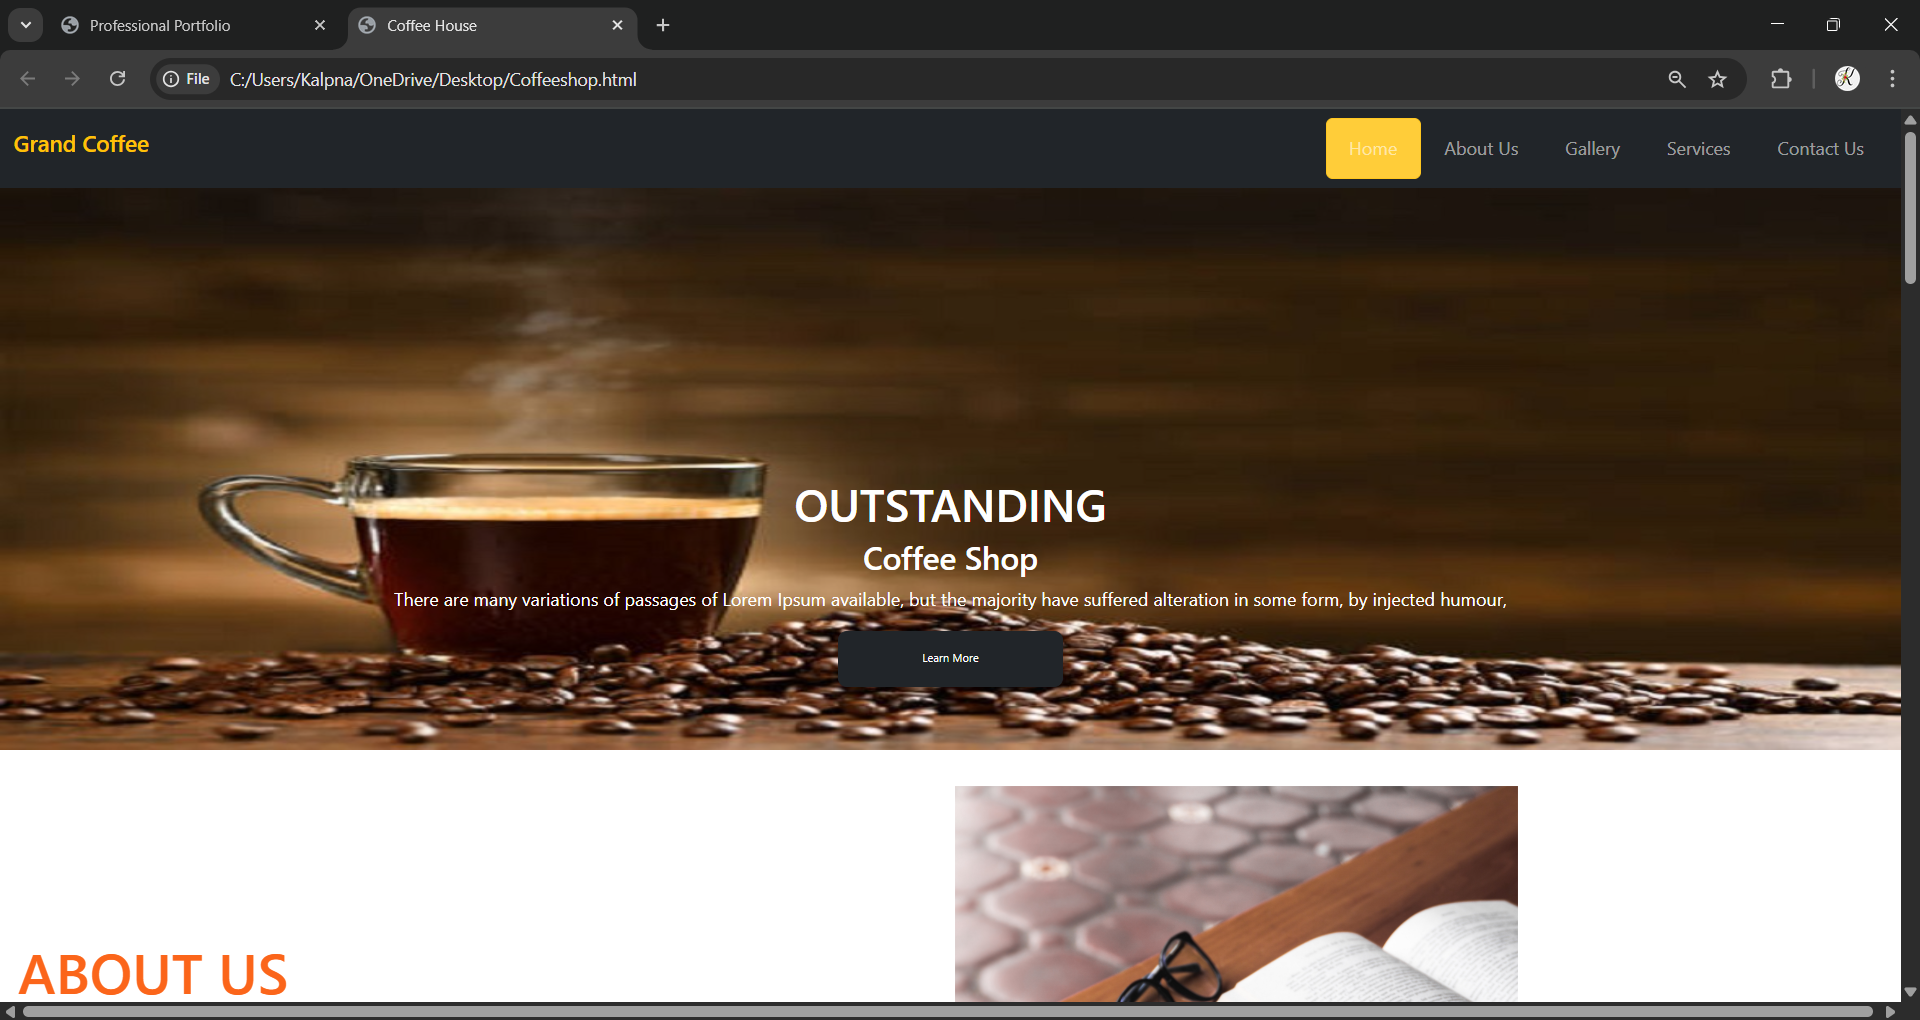 Professional Portfolio
Coffee House
File
C:/Users/Kalpna/OneDrive/Desktop/Coffeeshop.html
K
Grand Coffee
Home
About Us
Gallery
Services
Contact Us
OUTSTANDING
Coffee Shop
There are many variations of passages of Lorem Ipsum available, but the majority have suffered alteration in some form, by injected humour,
Learn More
ABOUT US